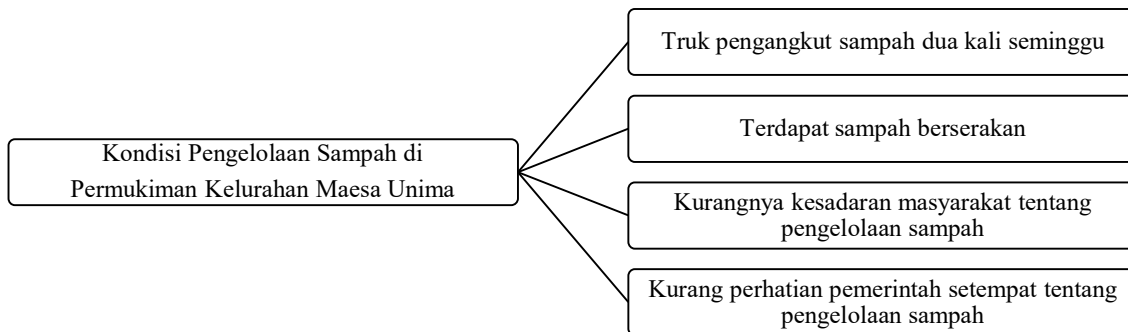 Truk pengangkut sampah dua kali seminggu
Terdapat sampah berserakan
Kondisi Pengelolaan Sampah di
Permukiman Kelurahan Maesa Unima
Kurangnya kesadaran masyarakat tentang
pengelolaan sampah
Kurang perhatian pemerintah setempat tentang
pengelolaan sampah